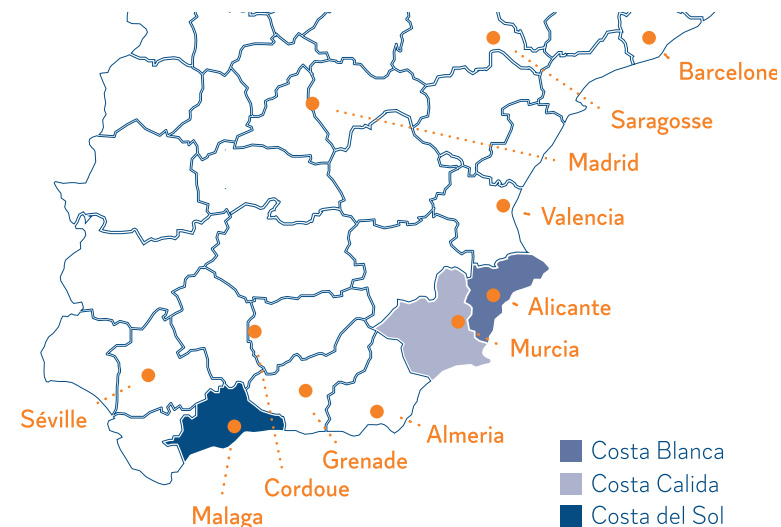 Barcelone
Saragosse
Madrid
Valencia
Alicante
Murcia
Séville
Almeria
Grenade
Cordoue
Malaga
Costa Blanca
Costa Calida
Costa del Sol